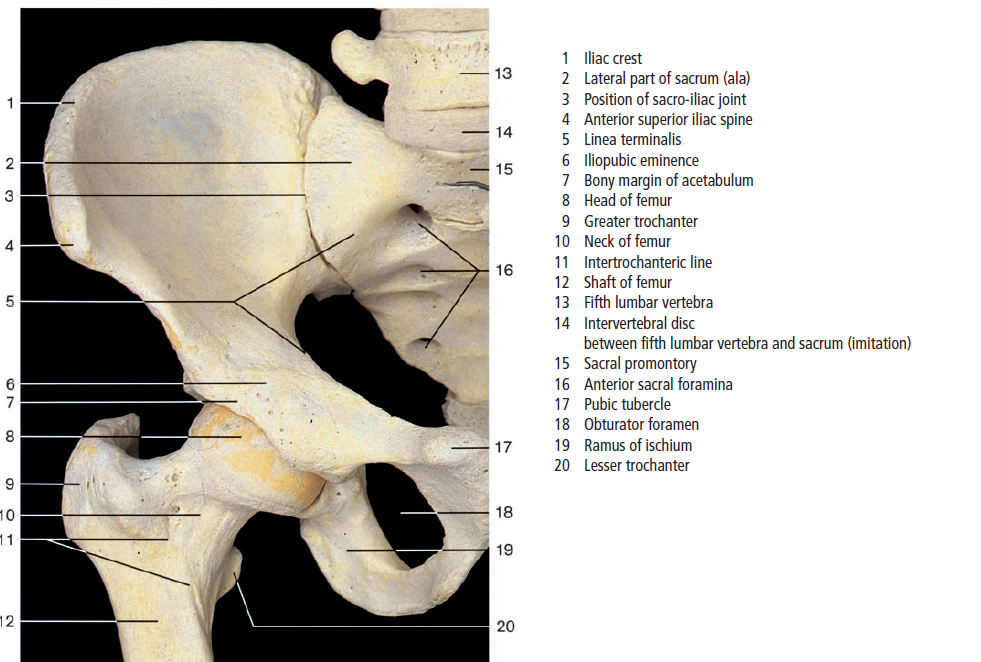 1
2
3
4
5
6
7
8
9
10
11
12
13
14
15
16
17
18
19
20
1 Iliac crest
2 Lateral part of sacrum (ala)
3 Position of sacro-iliac joint
4 Anterior superior iliac spine
5 Linea terminalis
6 Iliopubic eminence
7 Bony margin of acetabulum
8 Head of femur
9 Greater trochanter
10 Neck of femur
11 Intertrochanteric line
12 Shaft of femur
13 Fifth lumbar vertebra
14 Intervertebral disc
between fifth lumbar vertebra and sacrum (imitation)
15 Sacral promontory
16 Anterior sacral foramina
17 Pubic tubercle
18 Obturator foramen
19 Ramus of ischium
20 Lesser trochanter